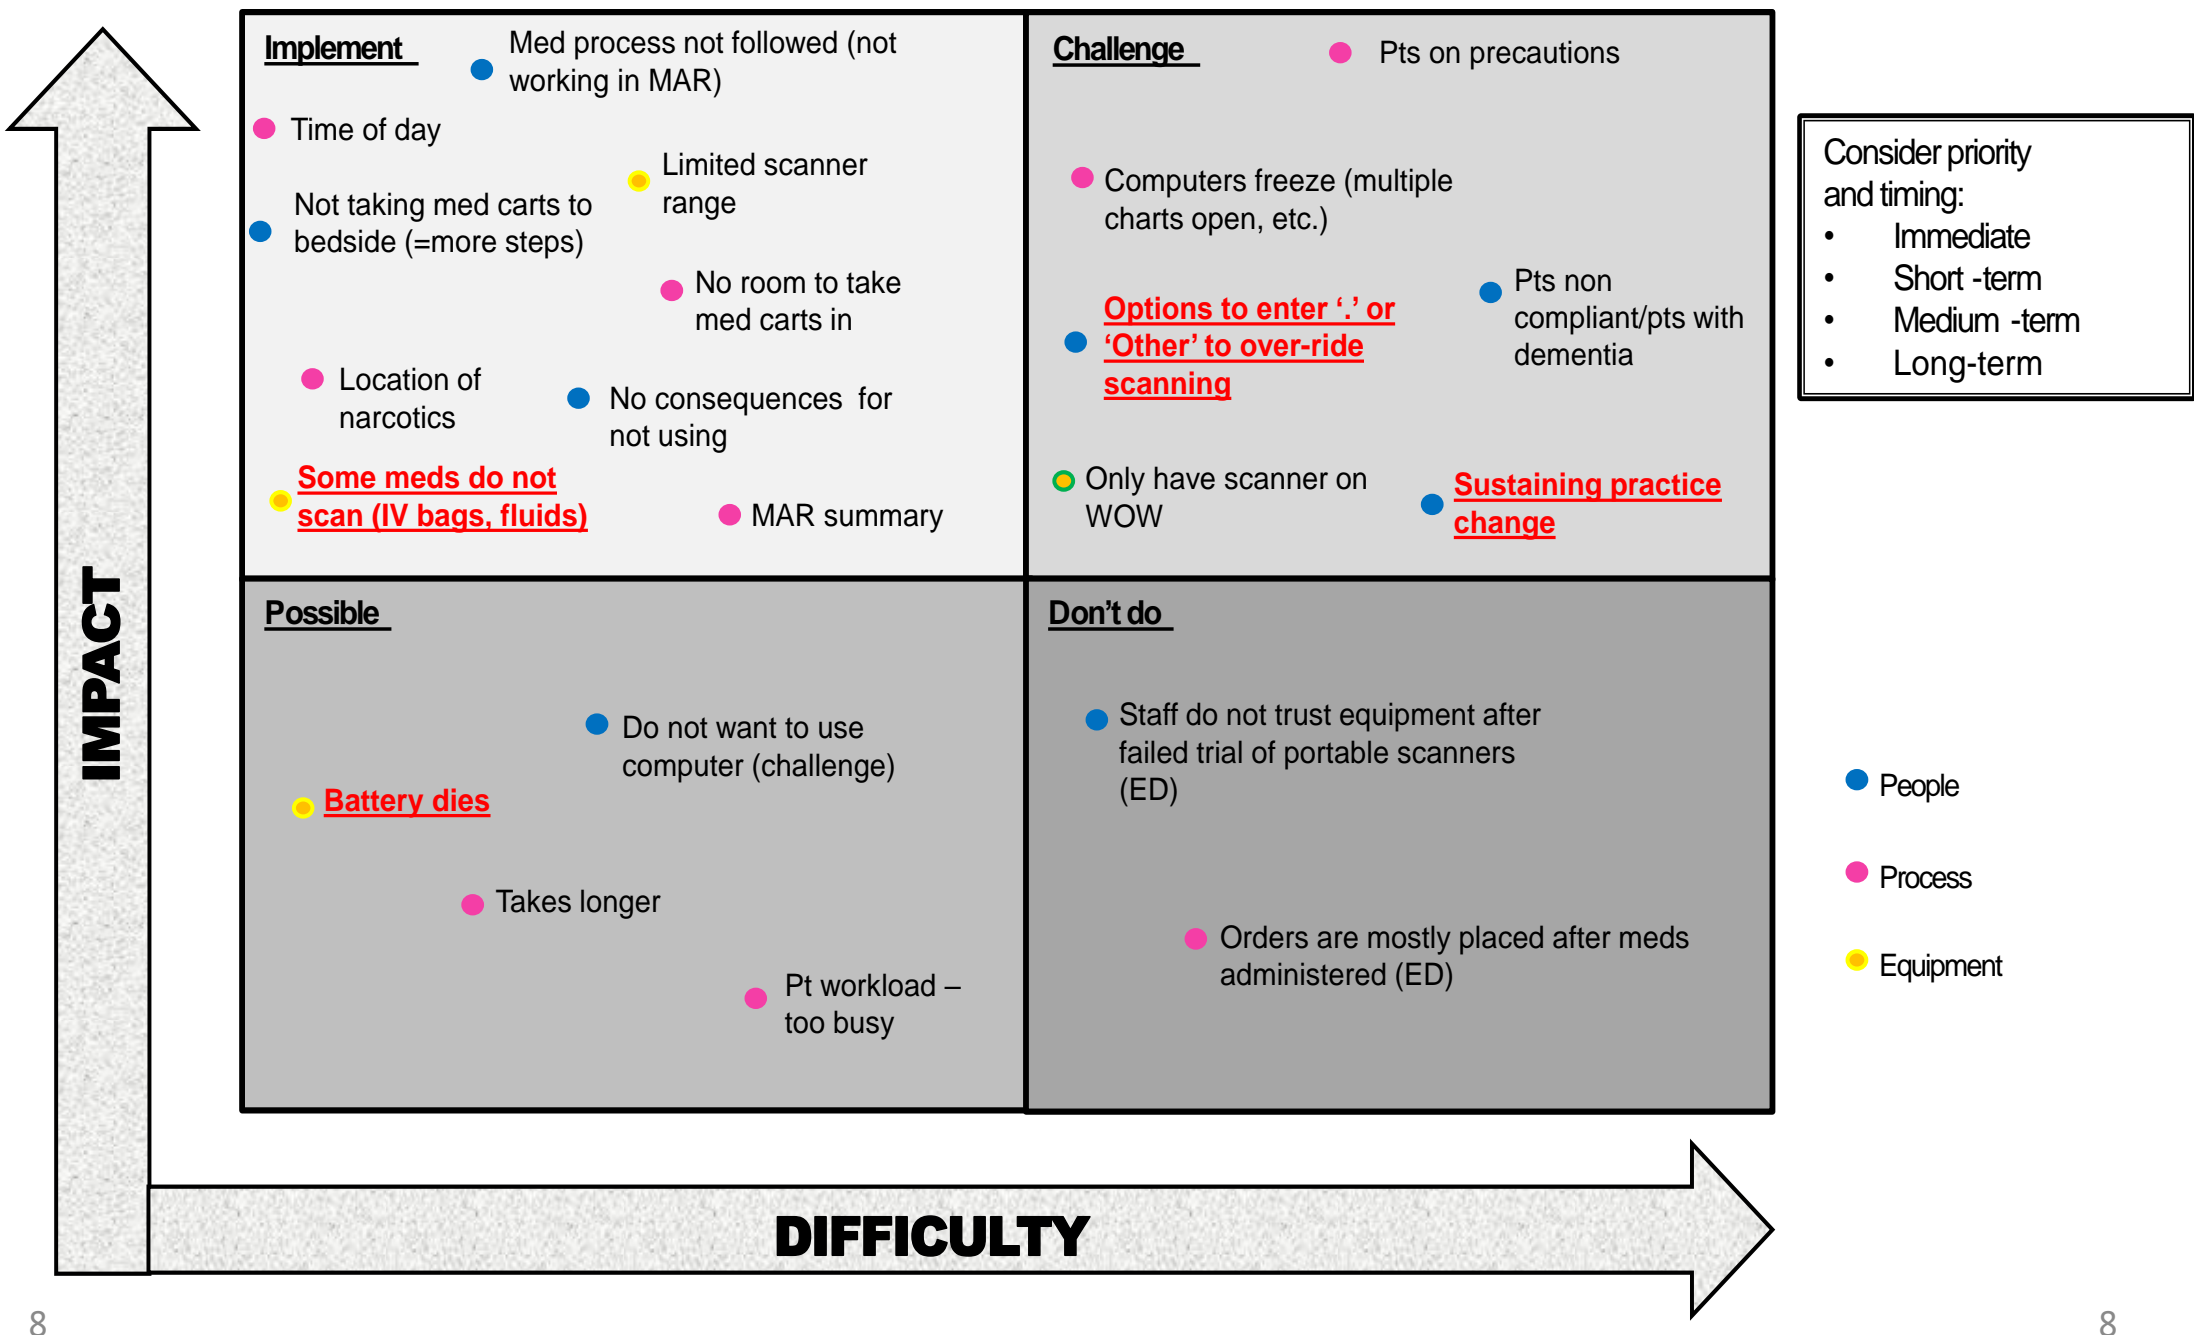 Implement
Med process not followed (not
working in MAR)
Time of day
Limited scanner
range
Not taking med carts to
bedside (=more steps)
No room to take
med carts in
Location of
narcotics
No consequences  for
not using
Some meds do not
scan (IV bags, fluids)
MAR summary
Challenge
Pts on precautions
Computers freeze (multiple
charts open, etc.)
Pts non
compliant/pts with
dementia
Options to enter ‘.’ or
‘Other’ to over-ride
scanning
Only have scanner on
WOW
Sustaining practice
change
Consider priority
and timing:
• Immediate
• Short -term
• Medium -term
• Long-term
IMPACT
Possible
Do not want to use
computer (challenge)
Battery dies
Takes longer
Pt workload –
too busy
Don’t do
Staff do not trust equipment after
failed trial of portable scanners
(ED)
Orders are mostly placed after meds
administered (ED)
People
Process
Equipment
DIFFICULTY
8
8